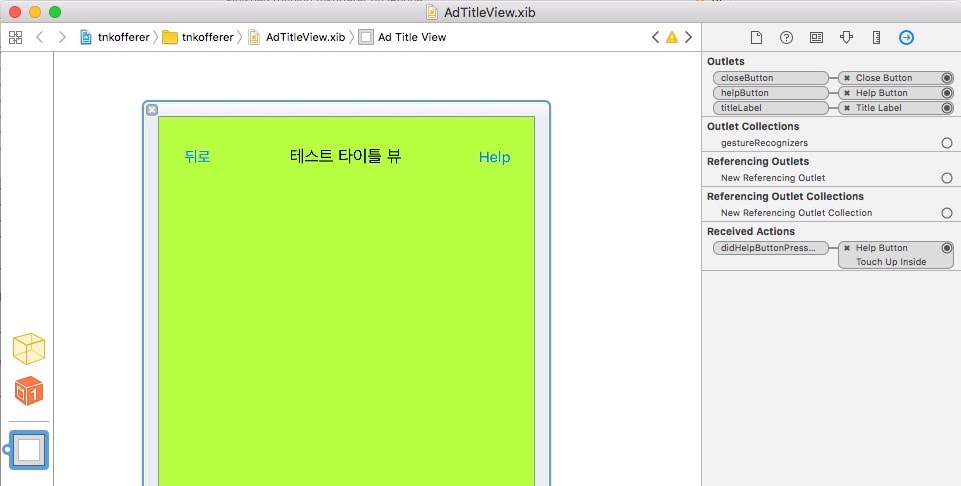 AdTitleView.xib
tnkofferer
tnkofferer
AdTitleView.xib
Ad Title View
뒤로
테스트 타이틀 뷰
Help
1
Outlets
closeButton
Close Button
helpButton
Help Button
titleLabel
Title Label
Outlet Collections
gestureRecognizers
Referencing Outlets
New Referencing Outlet
Referencing Outlet Collections
New Referencing Outlet Collection
Received Actions
didHelpButtonPress...
Help Button
Touch Up Inside